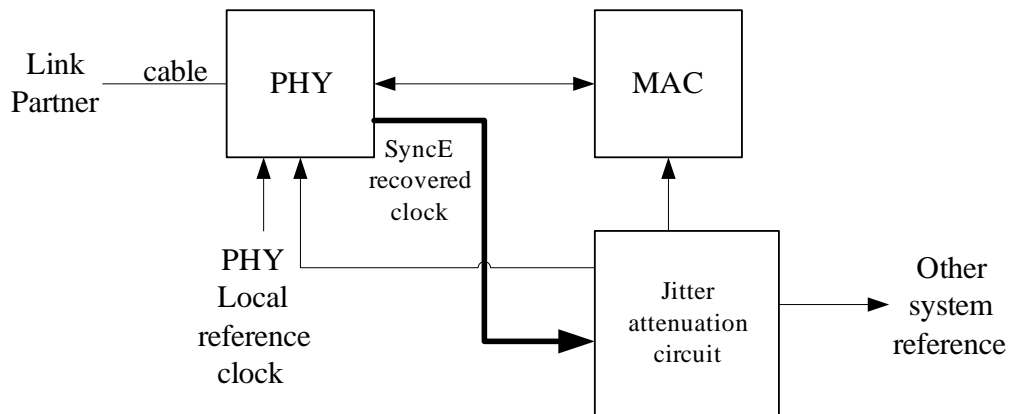 Link
Partner
cable
PHY
MAC
SyncE
recovered
clock
PHY
Local
reference
clock
Jitter
attenuation
circuit
Other
system
reference